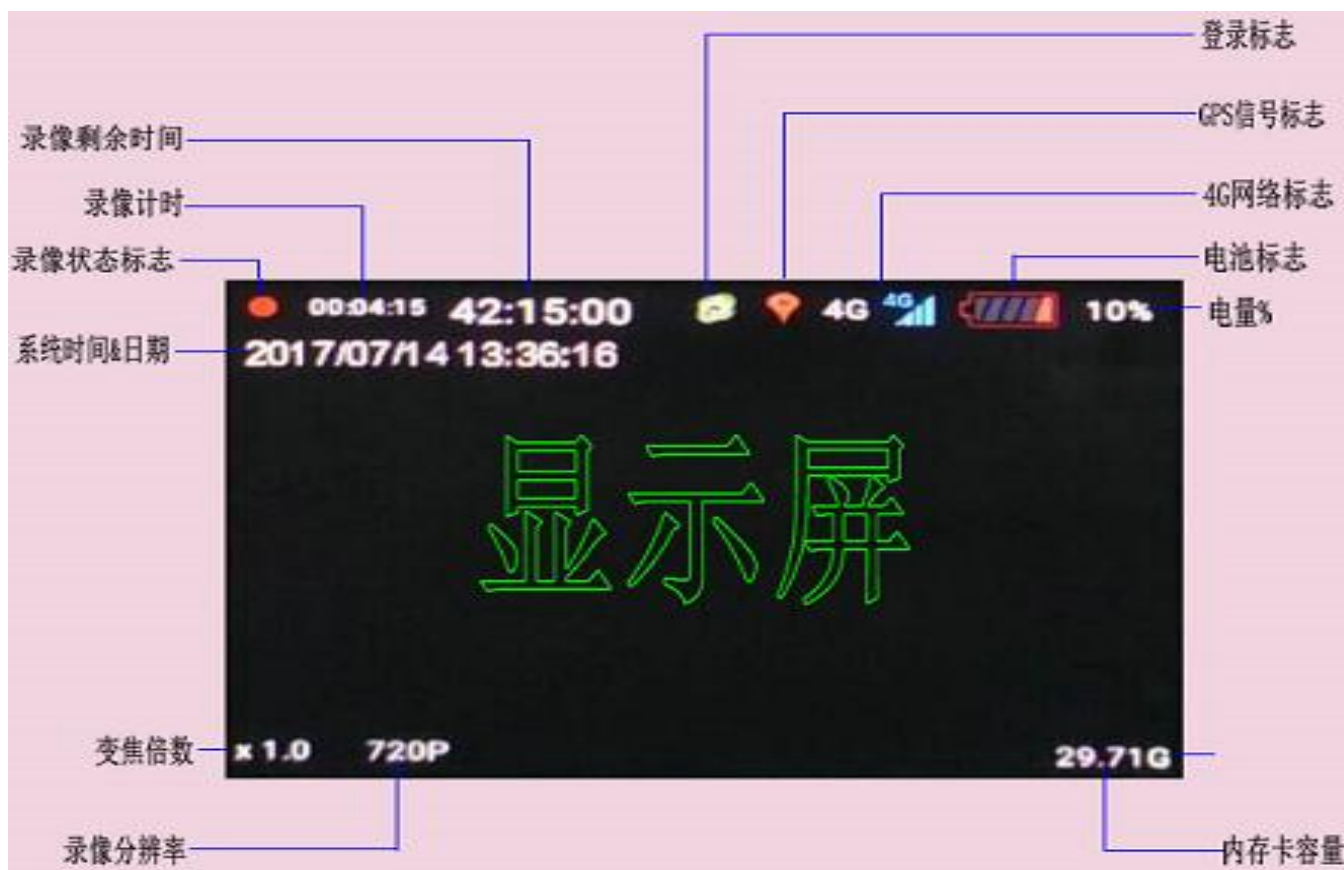 登录标志
GPS信号标志
录像剩余时间
录像计时
4G网络标志
录像状态标志
电池标志
00:04:15 42:15:00 4G 4G 10%
电量%
系统时间&日期
2017/07/14 13:36:16
显示屏
变焦倍数
x 1.0 720P
29.71G
录像分辨率
内存卡容量